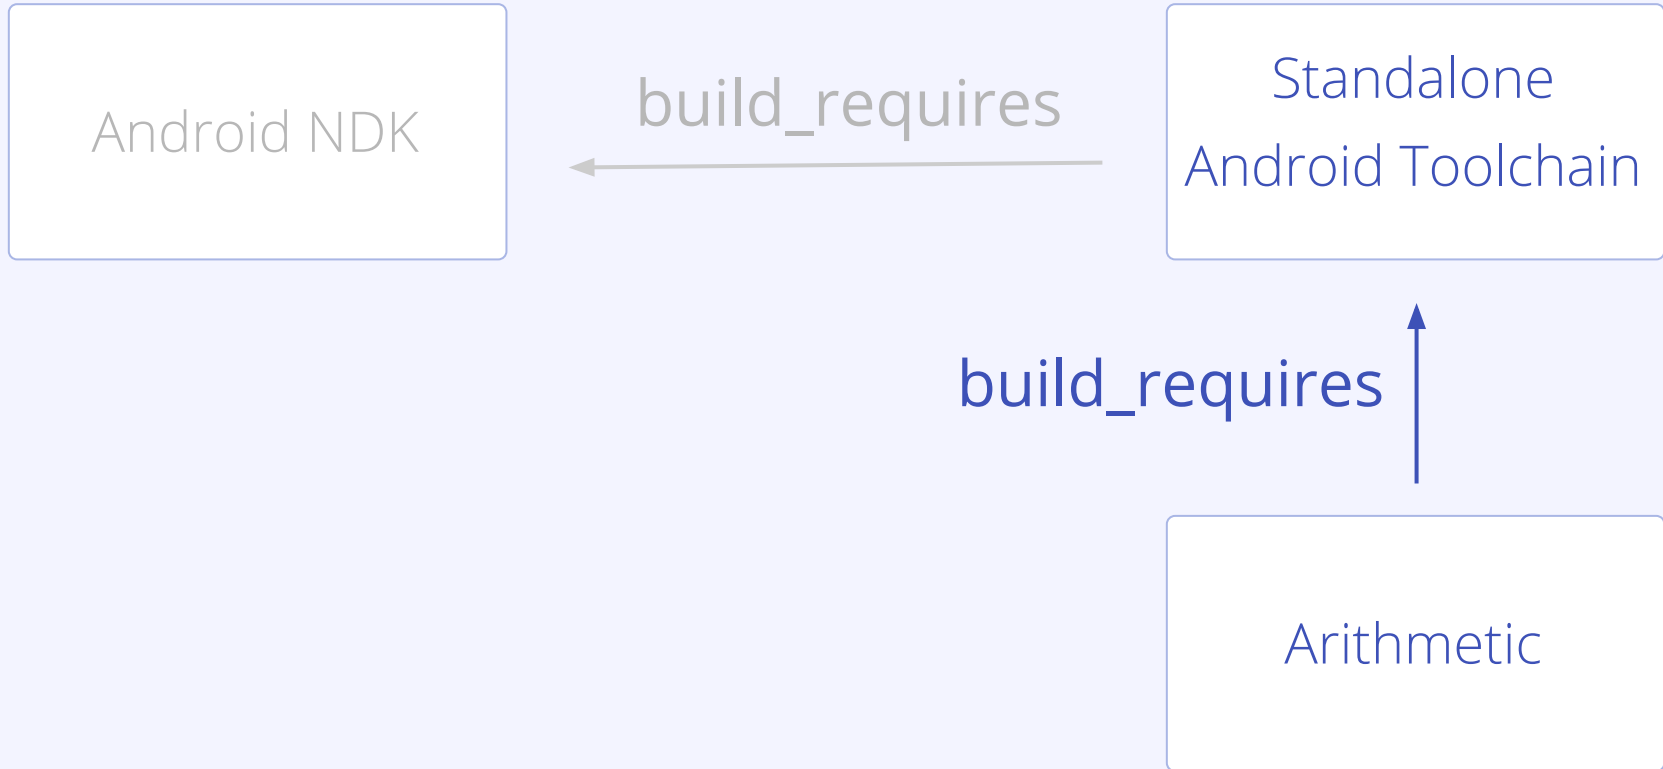 Android NDK
build_requires
Standalone
Android Toolchain
build_requires
Arithmetic